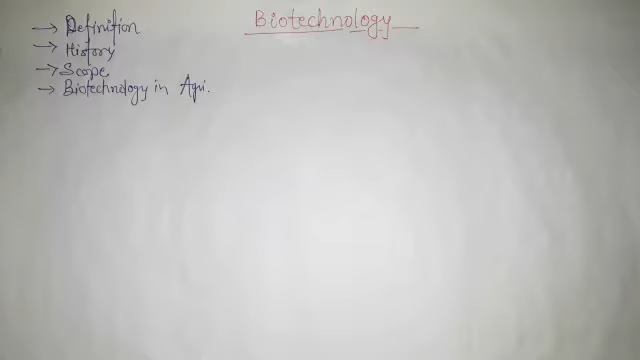 Biotechnology
→ Definition
→ History
→ Scope
→ Biotechnology in Agri.